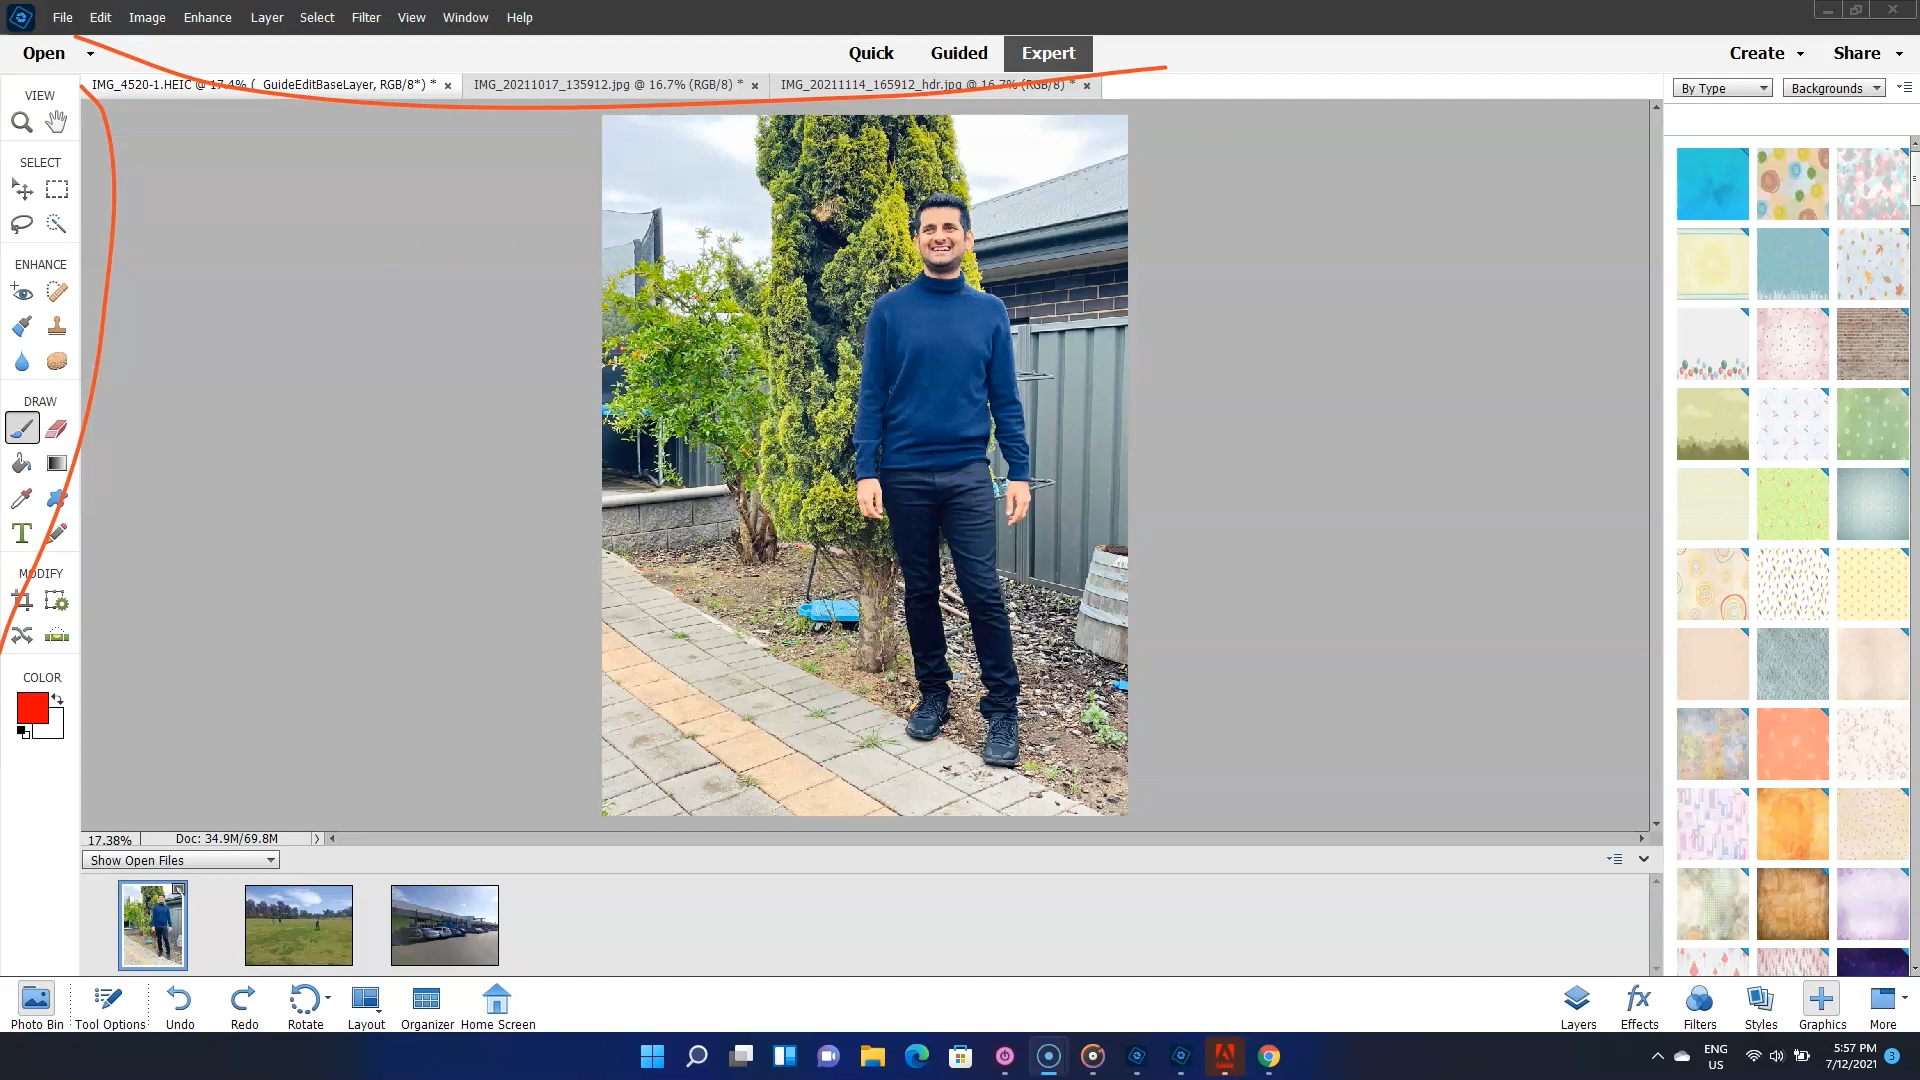 File Edit Image Enhance Layer Select Filter View Window Help
Open Quick Guided Expert Create Share
IMG_4520-1.HEIC @ 17.4% (_GuideEditBaseLayer, RGB/8*) * × IMG_20211017_135912.jpg @ 16.7% (RGB/8) * × IMG_20211114_165912_hdr.jpg @ 16.7% (RGB/8) * ×
By Type Backgrounds
VIEW
SELECT
ENHANCE
DRAW
T
MODIFY
COLOR
17.38% Doc: 34.9M/69.8M
Show Open Files
fx
Photo Bin Tool Options Undo Redo Rotate Layout Organizer Home Screen Layers Effects Filters Styles Graphics More
ENG
US
5:57 PM
7/12/2021
3